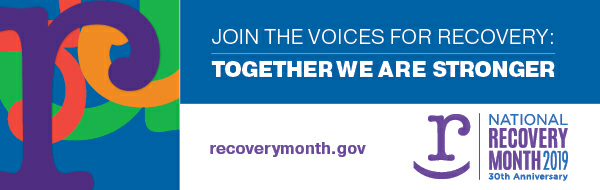 JOIN THE VOICES FOR RECOVERY:
TOGETHER WE ARE STRONGER
recoverymonth.gov
r
NATIONAL
RECOVERY
MONTH 2019
30th Anniversary